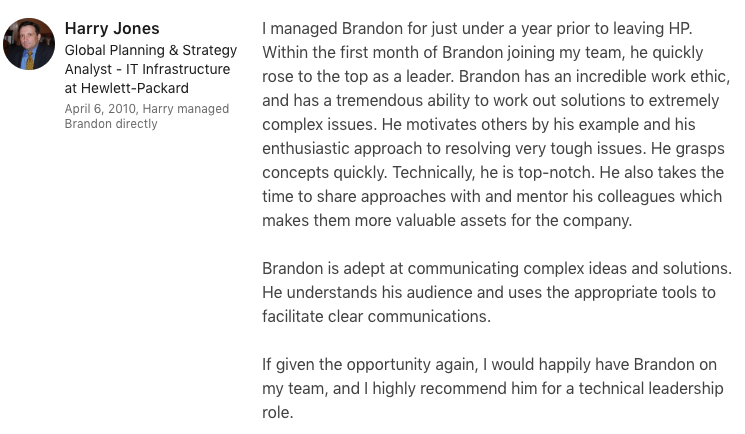 Harry Jones
Global Planning & Strategy
Analyst - IT Infrastructure
at Hewlett-Packard
April 6, 2010, Harry managed
Brandon directly
I managed Brandon for just under a year prior to leaving HP.
Within the first month of Brandon joining my team, he quickly
rose to the top as a leader. Brandon has an incredible work ethic,
and has a tremendous ability to work out solutions to extremely
complex issues. He motivates others by his example and his
enthusiastic approach to resolving very tough issues. He grasps
concepts quickly. Technically, he is top-notch. He also takes the
time to share approaches with and mentor his colleagues which
makes them more valuable assets for the company.
Brandon is adept at communicating complex ideas and solutions.
He understands his audience and uses the appropriate tools to
facilitate clear communications.
If given the opportunity again, I would happily have Brandon on
my team, and I highly recommend him for a technical leadership
role.